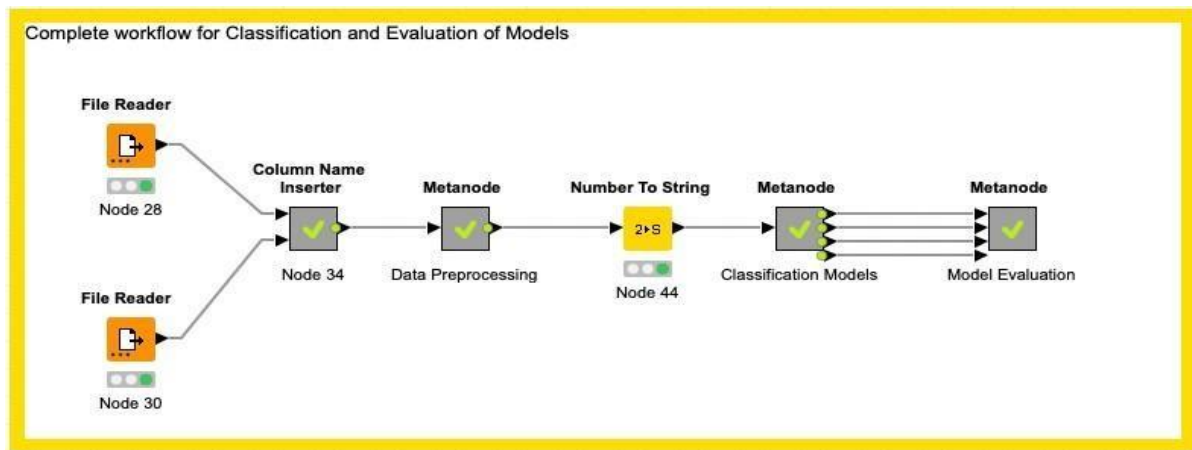 Complete workflow for Classification and Evaluation of Models
File Reader
Node 28
Column Name
Inserter
Node 34
Metanode
Data Preprocessing
Number To String
2▸S
Node 44
Metanode
Classification Models
Metanode
Model Evaluation
File Reader
Node 30